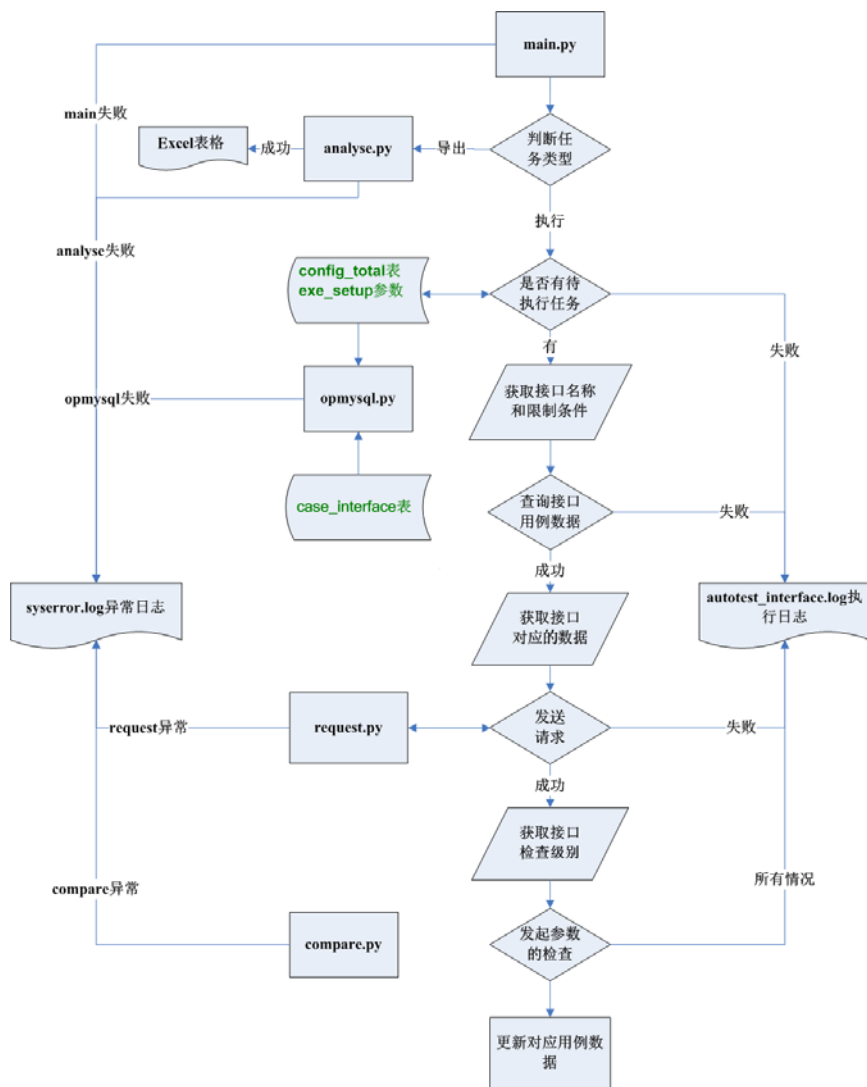 main.py
main失败
Excel表格
成功
analyse.py
导出
判断任
务类型
执行
analyse失败
config_total表
exe_setup参数
是否有待
执行任务
失败
有
opmysql失败
opmysql.py
获取接口名称
和限制条件
case_interface表
查询接口
用例数据
失败
成功
syserror.log异常日志
获取接口
对应的数据
autotest_interface.log执
行日志
request异常
request.py
发送
请求
失败
成功
获取接口
检查级别
compare异常
所有情况
compare.py
发起参数
的检查
更新对应用例数
据